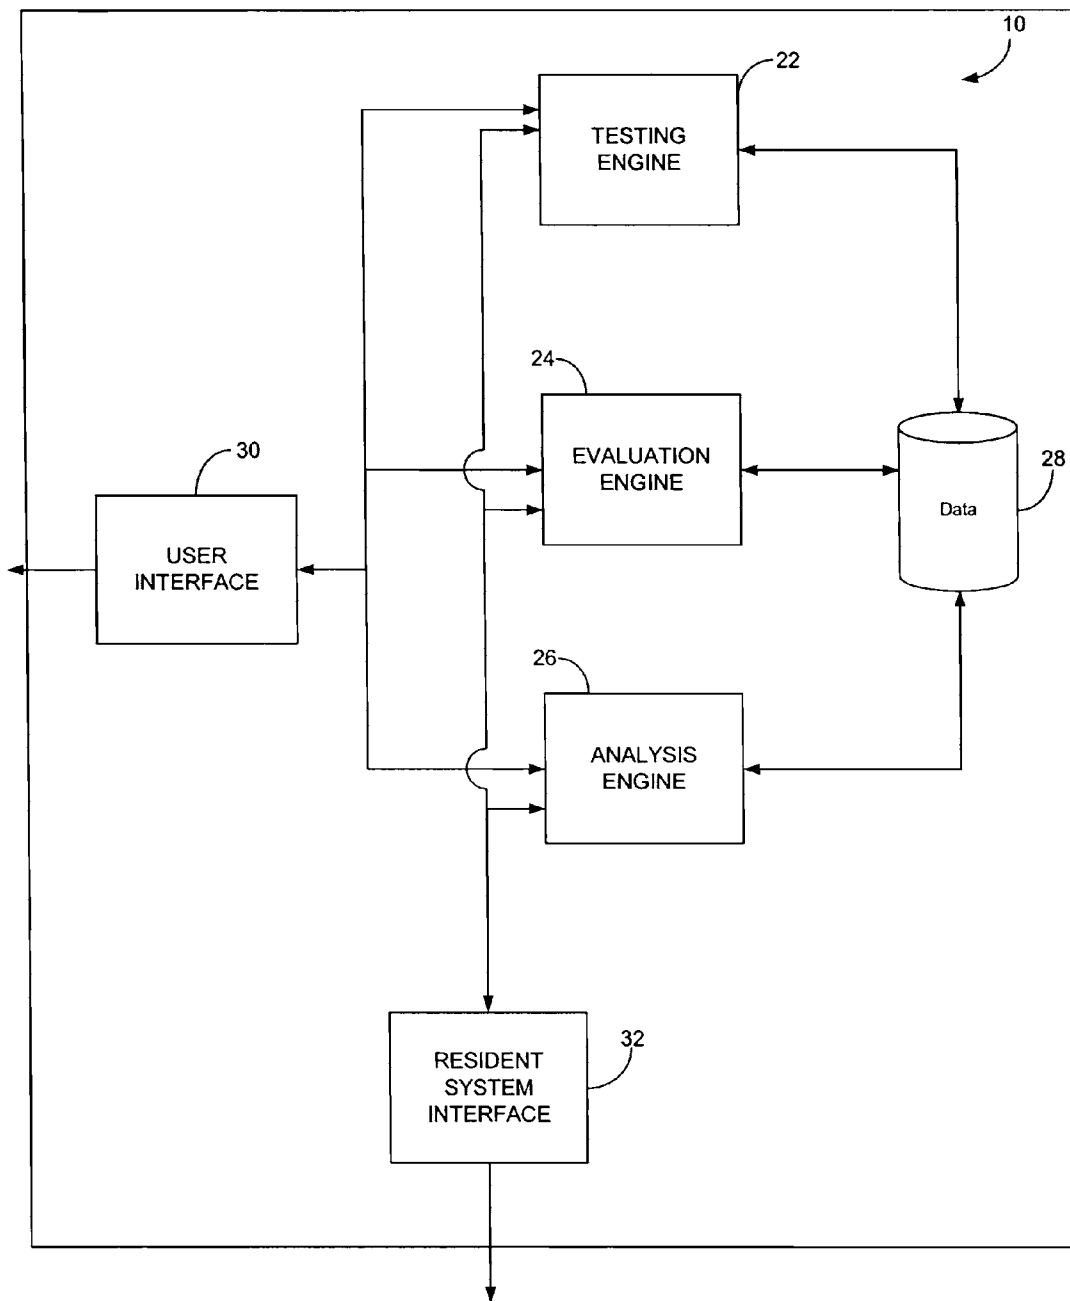 10
22
TESTING
ENGINE
24
EVALUATION
ENGINE
28
Data
30
USER
INTERFACE
26
ANALYSIS
ENGINE
32
RESIDENT
SYSTEM
INTERFACE